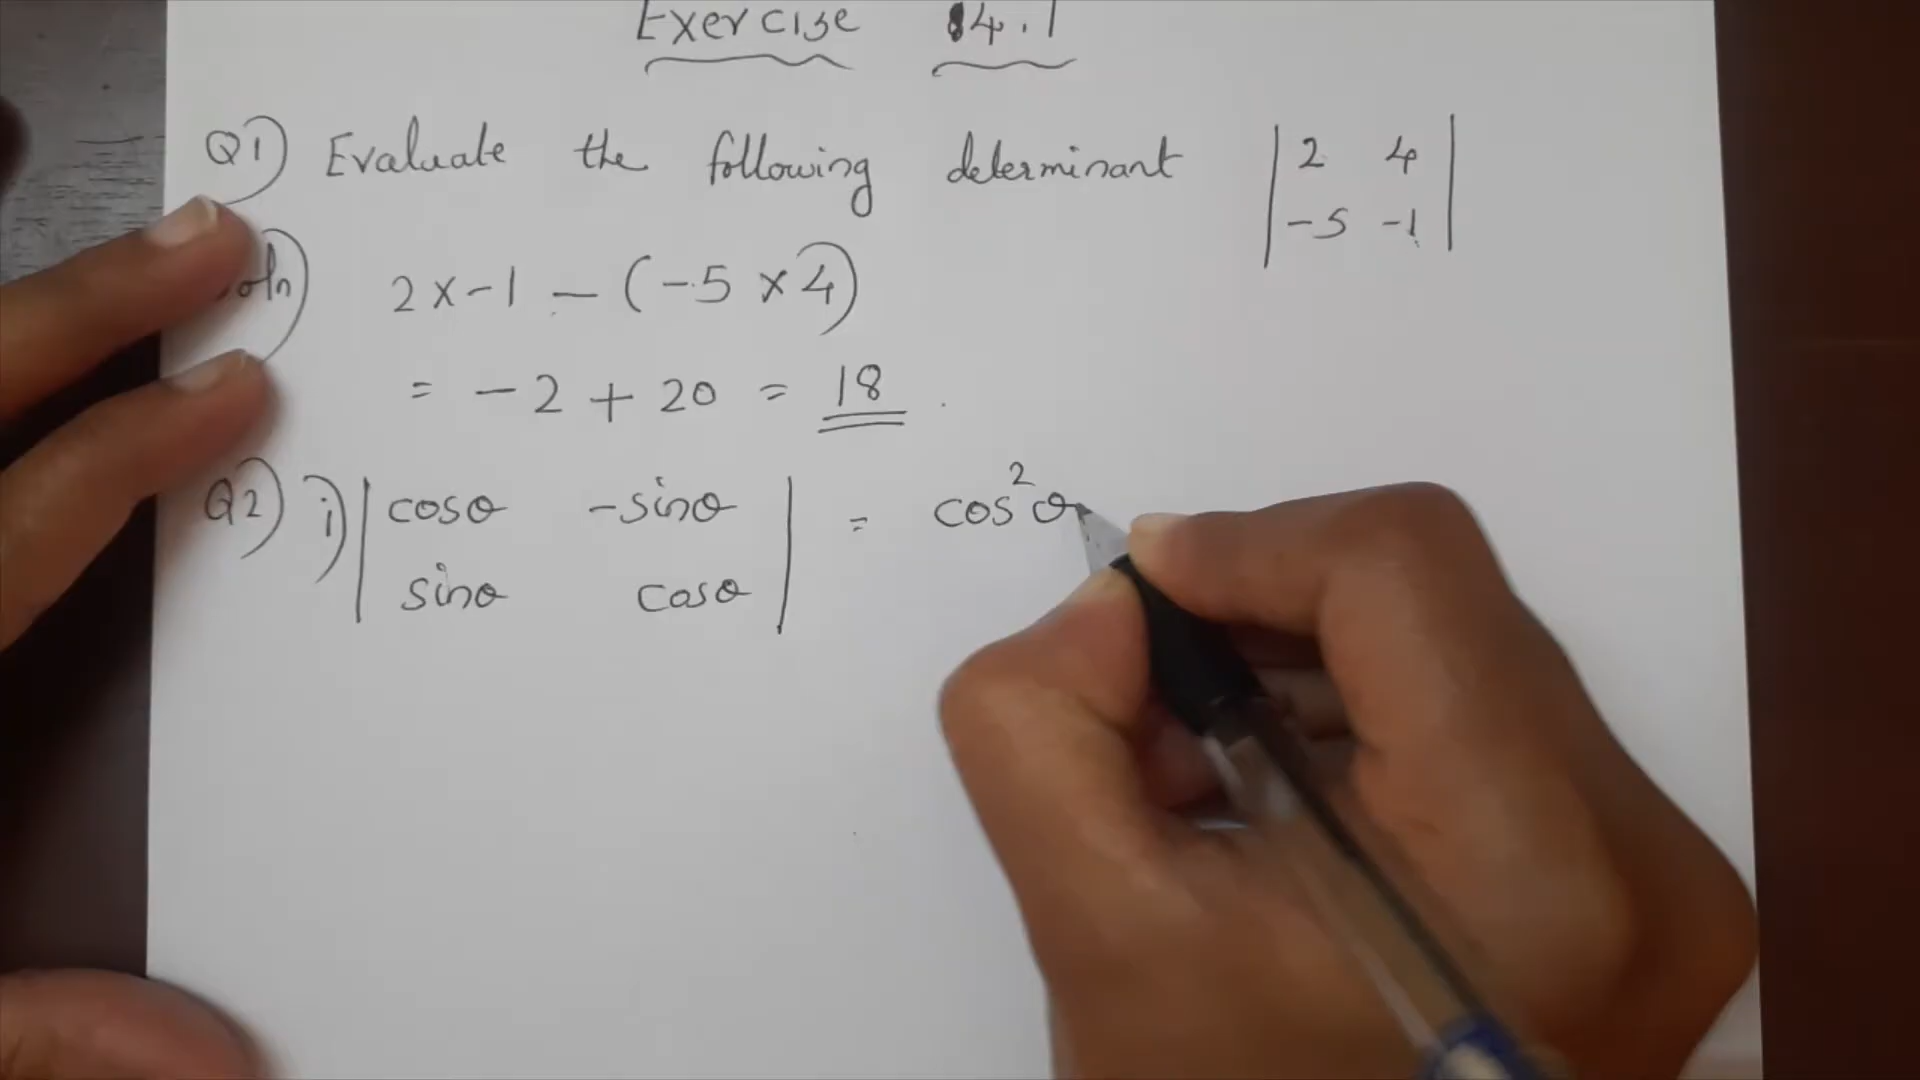 Exercise 4.1
Q1) Evaluate the following determinant | 2 4 |
| -5 -1 |
2 x -1 - (-5 x 4)
= -2 + 20 = 18
Q2) i) | cosθ -sinθ | = cos²θ
| sinθ cosθ |